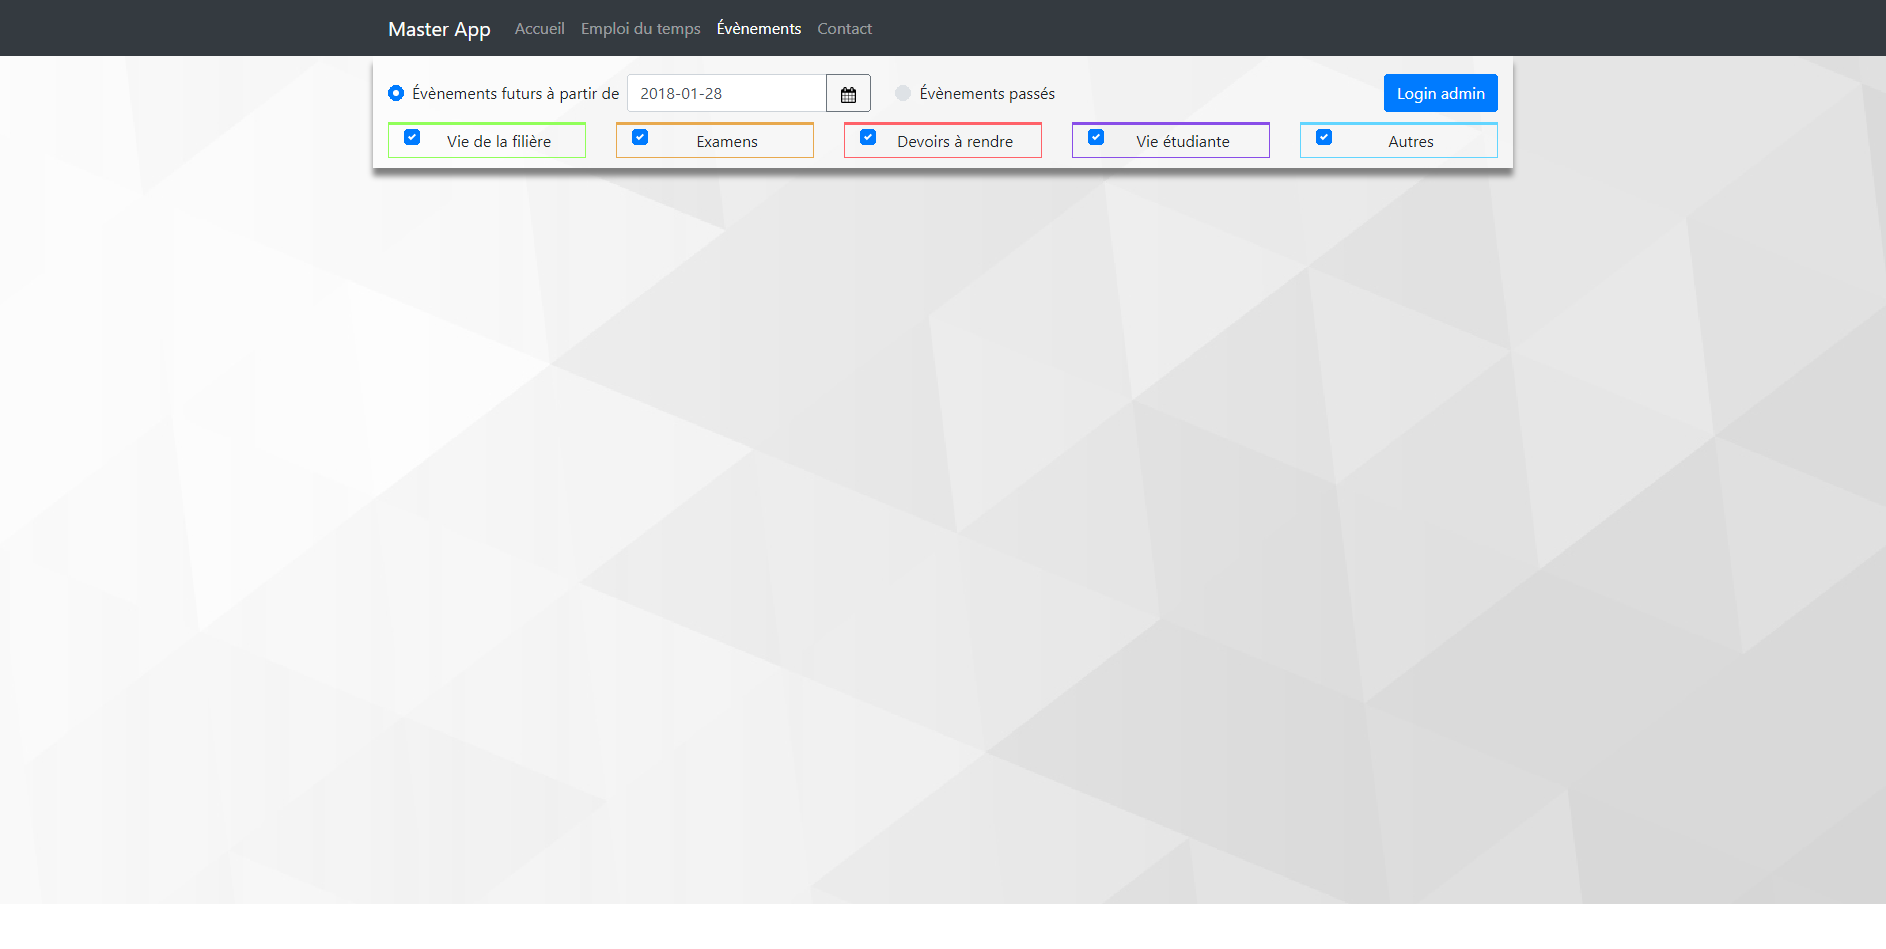 Master App Accueil Emploi du temps Évènements Contact
Évènements futurs à partir de 2018-01-28 Évènements passés Login admin
Vie de la filière Examens Devoirs à rendre Vie étudiante Autres